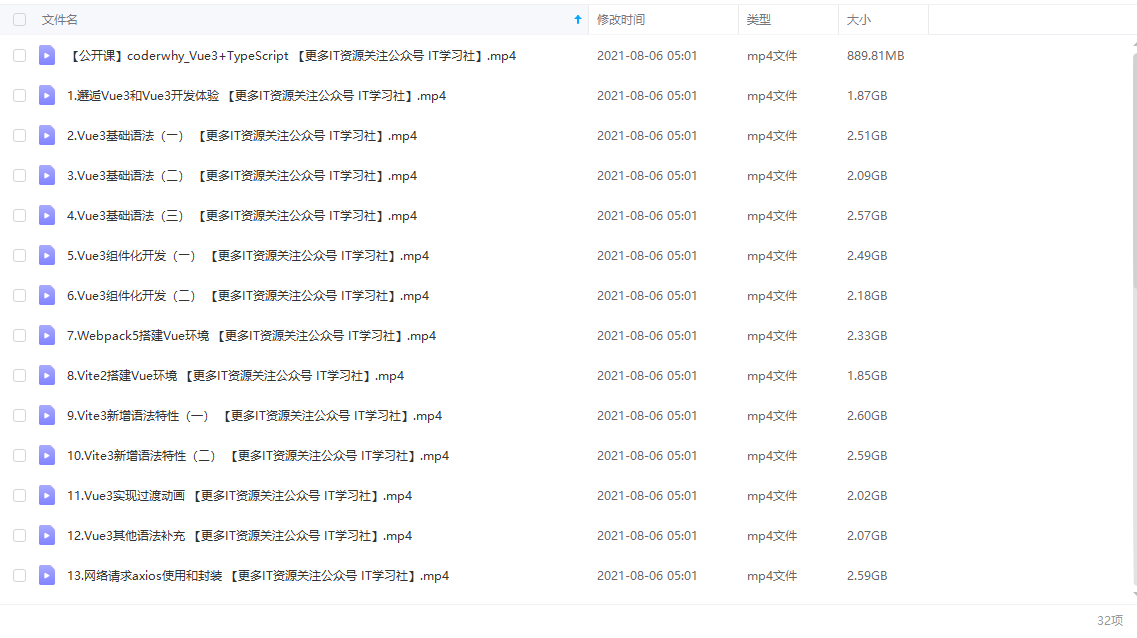 文件名 修改时间 类型 大小
【公开课】coderwhy_Vue3+TypeScript 【更多IT资源关注公众号 IT学习社】.mp4 2021-08-06 05:01 mp4文件 889.81MB
1.邂逅Vue3和Vue3开发体验 【更多IT资源关注公众号 IT学习社】.mp4 2021-08-06 05:01 mp4文件 1.87GB
2.Vue3基础语法（一） 【更多IT资源关注公众号 IT学习社】.mp4 2021-08-06 05:01 mp4文件 2.51GB
3.Vue3基础语法（二） 【更多IT资源关注公众号 IT学习社】.mp4 2021-08-06 05:01 mp4文件 2.09GB
4.Vue3基础语法（三） 【更多IT资源关注公众号 IT学习社】.mp4 2021-08-06 05:01 mp4文件 2.57GB
5.Vue3组件化开发（一） 【更多IT资源关注公众号 IT学习社】.mp4 2021-08-06 05:01 mp4文件 2.49GB
6.Vue3组件化开发（二） 【更多IT资源关注公众号 IT学习社】.mp4 2021-08-06 05:01 mp4文件 2.18GB
7.Webpack5搭建Vue环境 【更多IT资源关注公众号 IT学习社】.mp4 2021-08-06 05:01 mp4文件 2.33GB
8.Vite2搭建Vue环境 【更多IT资源关注公众号 IT学习社】.mp4 2021-08-06 05:01 mp4文件 1.85GB
9.Vite3新增语法特性（一） 【更多IT资源关注公众号 IT学习社】.mp4 2021-08-06 05:01 mp4文件 2.60GB
10.Vite3新增语法特性（二） 【更多IT资源关注公众号 IT学习社】.mp4 2021-08-06 05:01 mp4文件 2.59GB
11.Vue3实现过渡动画 【更多IT资源关注公众号 IT学习社】.mp4 2021-08-06 05:01 mp4文件 2.02GB
12.Vue3其他语法补充 【更多IT资源关注公众号 IT学习社】.mp4 2021-08-06 05:01 mp4文件 2.07GB
13.网络请求axios使用和封装 【更多IT资源关注公众号 IT学习社】.mp4 2021-08-06 05:01 mp4文件 2.59GB
32项